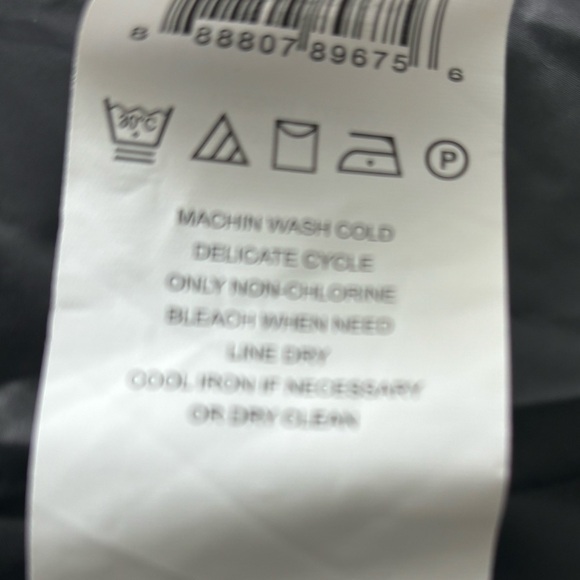 8 88807 89675 6
30°C
P
MACHIN WASH COLD
DELICATE CYCLE
ONLY NON-CHLORINE
BLEACH WHEN NEED
LINE DRY
COOL IRON IF NECESSARY
OR DRY CLEAN